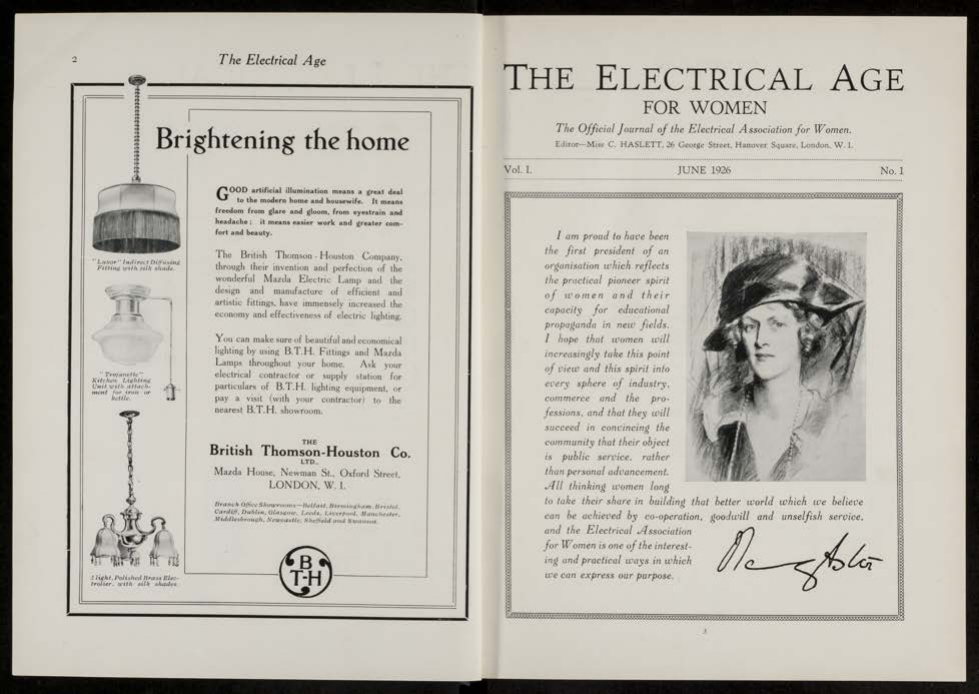 2
The Electrical Age
Brightening the home
GOOD artificial illumination means a great deal
to the modern home and housewife. It means
freedom from glare and gloom, from eyestrain and
headache; it means easier work and greater com-
fort and beauty.
The British Thomson-Houston Company,
through their invention and perfection of the
wonderful Mazda Electric Lamp and the
design and manufacture of efficient and
artistic fittings, have immensely increased the
economy and effectiveness of electric lighting.
You can make sure of beautiful and economical
lighting by using B.T.H. Fittings and Mazda
Lamps throughout your home. Ask your
electrical contractor or supply station for
particulars of B.T.H. lighting equipment, or
pay a visit (with your contractor) to the
nearest B.T.H. showroom.
THE
British Thomson-Houston Co.
LTD.,
Mazda House, Newman St., Oxford Street,
LONDON, W. 1.
Branch Office Showrooms—Belfast, Birmingham, Bristol,
Cardiff, Dublin, Glasgow, Leeds, Liverpool, Manchester,
Middlesbrough, Newcastle, Sheffield and Swansea.
B
T-H
"Luxor" Indirect Diffusing
Fitting with silk shade.
Kitchen Lighting
Unit with attach-
ment for iron or
kettle.
light, Polished Brass Elec-
trolier, with silk shades.
THE ELECTRICAL AGE
FOR WOMEN
The Official Journal of the Electrical Association for Women.
Editor—Miss C. HASLETT, 26 George Street, Hanover Square, London, W. 1.
Vol. I. JUNE 1926 No. 1
I am proud to have been
the first president of an
organisation which reflects
the practical pioneer spirit
of women and their
capacity for educational
propaganda in new fields.
I hope that women will
increasingly take this point
of view and this spirit into
every sphere of industry,
commerce and the pro-
fessions, and that they will
succeed in convincing the
community that their object
is public service, rather
than personal advancement.
All thinking women long
to take their share in building that better world which we believe
can be achieved by co-operation, goodwill and unselfish service,
and the Electrical Association
for Women is one of the interest-
ing and practical ways in which
we can express our purpose.
Nancy Astor
3